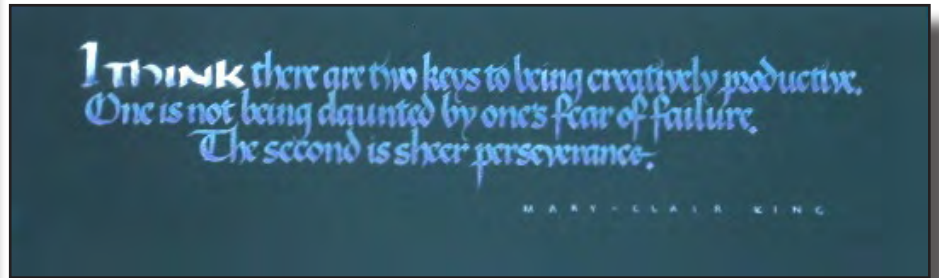 I THINK there are two keys to being creatively productive.
One is not being daunted by one's fear of failure.
The second is sheer perseverance.
MARY-CLAIR KING